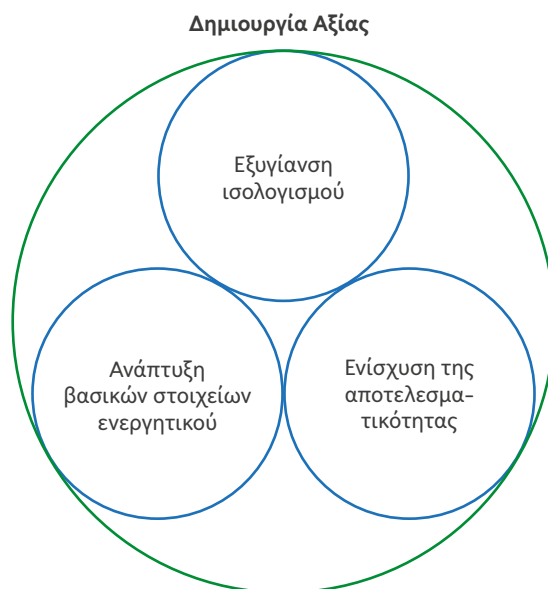 Δημιουργία Αξίας
Εξυγίανση
ισολογισμού
Ανάπτυξη
βασικών στοιχείων
ενεργητικού
Ενίσχυση της
αποτελεσμα-
τικότητας